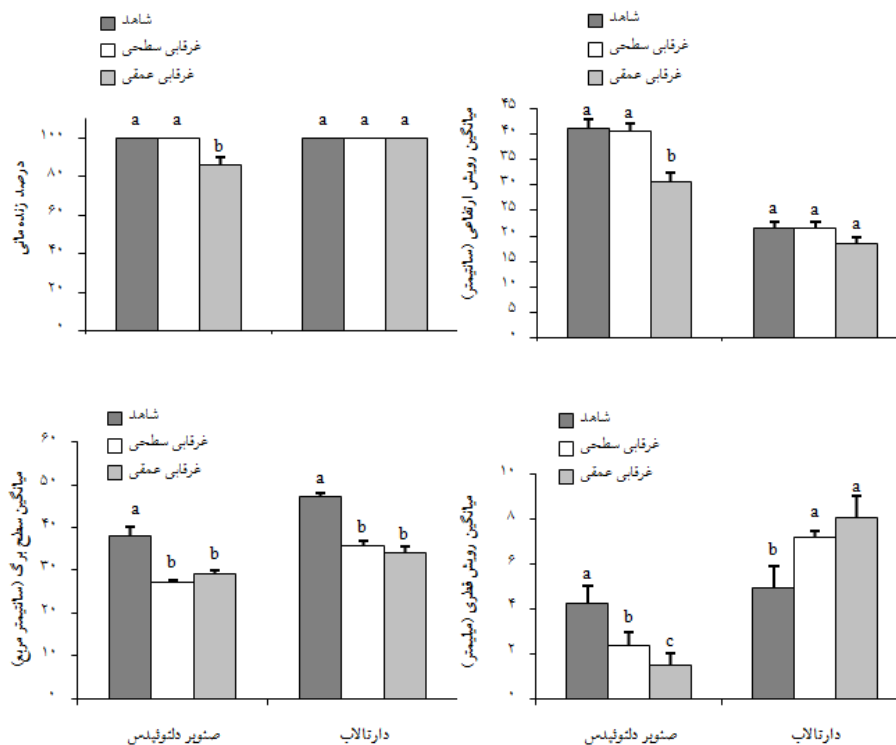 شاهد
غرقابی سطحی
غرقابی عمقی
درصد زنده مانی
۱۰۰
۸۰
۶۰
۴۰
۲۰
۰
a a b a a a
شاهد
غرقابی سطحی
غرقابی عمقی
میانگین رویش ارتفاعی (سانتیمتر)
۴۵
۴۰
۳۵
۳۰
۲۵
۲۰
۱۵
۱۰
۵
۰
a a b a a a
شاهد
غرقابی سطحی
غرقابی عمقی
میانگین سطح برگ (سانتیمتر مربع)
۶۰
۵۰
۴۰
۳۰
۲۰
۱۰
۰
a b b a b b
صنوبر دلتوئیدس
دارتالاب
شاهد
غرقابی سطحی
غرقابی عمقی
میانگین رویش قطری (میلیمتر)
۱۰
۸
۶
۴
۲
۰
a b c b a a
صنوبر دلتوئیدس
دارتالاب